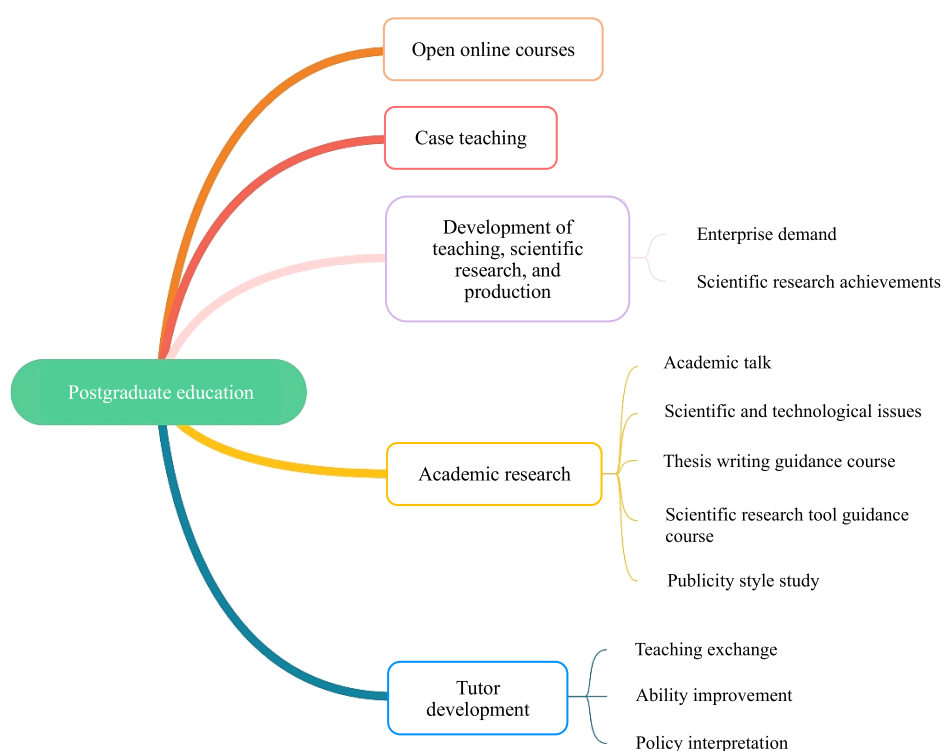 Open online courses
Case teaching
Development of
teaching, scientific
research, and
production
Enterprise demand
Scientific research achievements
Postgraduate education
Academic research
Academic talk
Scientific and technological issues
Thesis writing guidance course
Scientific research tool guidance
course
Publicity style study
Tutor
development
Teaching exchange
Ability improvement
Policy interpretation